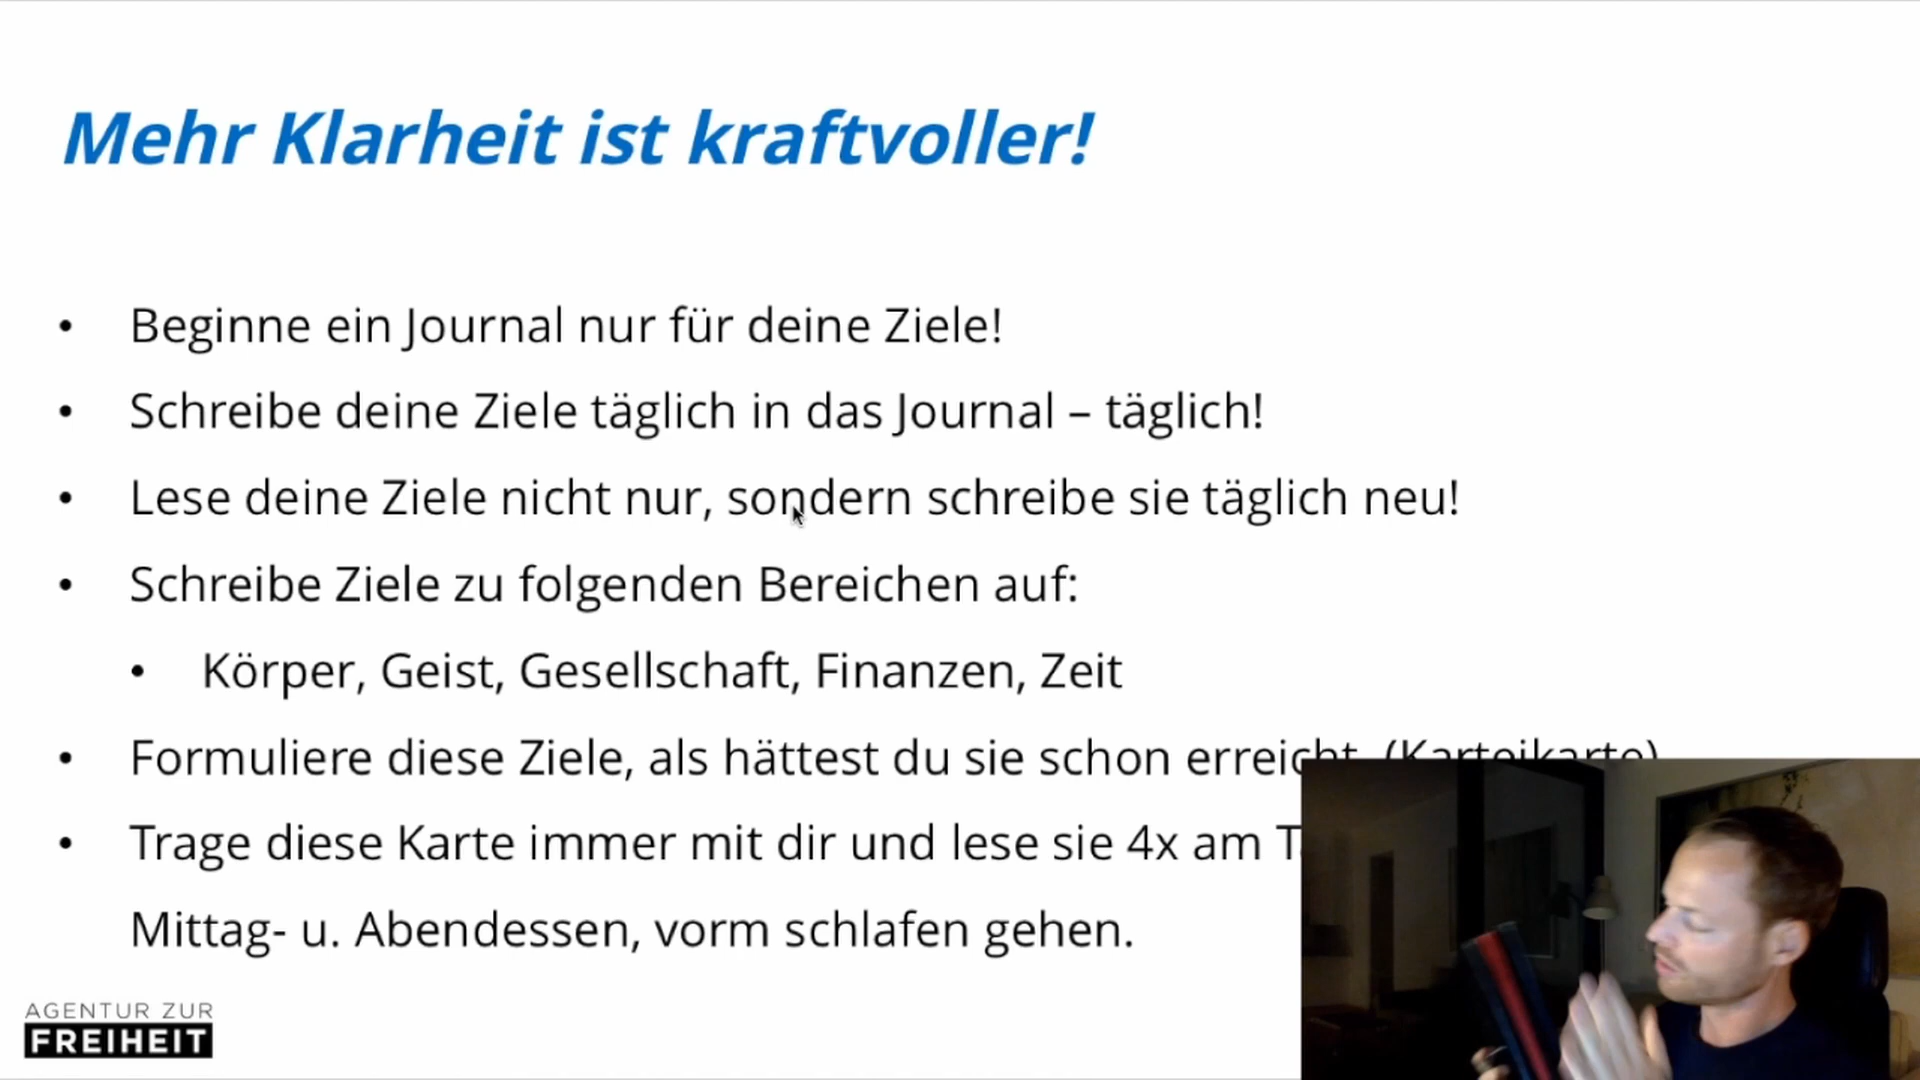 Mehr Klarheit ist kraftvoller!
• Beginne ein Journal nur für deine Ziele!
• Schreibe deine Ziele täglich in das Journal – täglich!
• Lese deine Ziele nicht nur, sondern schreibe sie täglich neu!
• Schreibe Ziele zu folgenden Bereichen auf:
• Körper, Geist, Gesellschaft, Finanzen, Zeit
• Formuliere diese Ziele, als hättest du sie schon erreicht. (Karteikarte)
• Trage diese Karte immer mit dir und lese sie 4x am
Mittag- u. Abendessen, vorm schlafen gehen.
AGENTUR ZUR
FREIHEIT